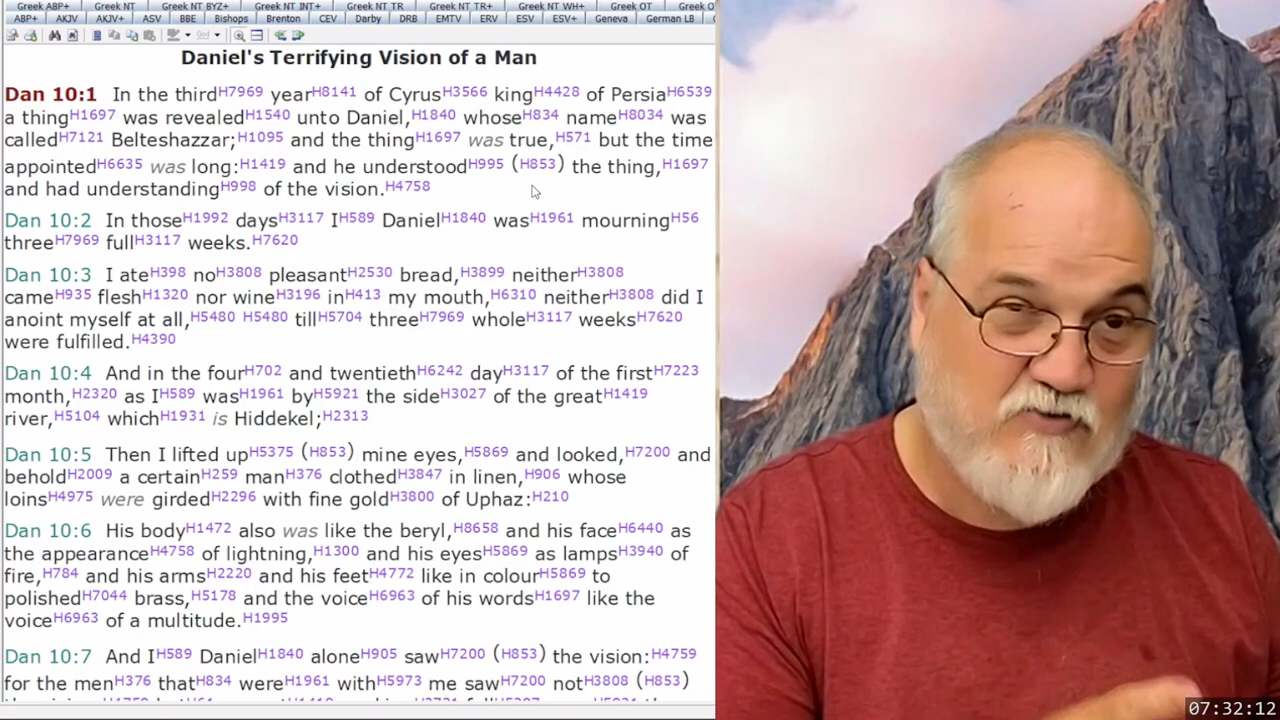 Greek ABP+ Greek NT Greek NT BYZ+ Greek NT INT+ Greek NT TR Greek NT TR+ Greek NT WH+ Greek OT Greek O
ABP+ AKJV AKJV+ ASV BBE Bishops Brenton CEV Darby DRB EMTV ERV ESV ESV+ Geneva German LB
Daniel's Terrifying Vision of a Man
Dan 10:1 In the thirdH7969 yearH8141 of CyrusH3566 kingH4428 of PersiaH6539
a thingH1697 was revealedH1540 unto Daniel,H1840 whoseH834 nameH8034 was
calledH7121 Belteshazzar;H1095 and the thingH1697 was true,H571 but the time
appointedH6635 was long:H1419 and he understoodH995 (H853) the thing,H1697
and had understandingH998 of the vision.H4758
Dan 10:2 In thoseH1992 daysH3117 IH589 DanielH1840 wasH1961 mourningH56
threeH7969 fullH3117 weeks.H7620
Dan 10:3 I ateH398 noH3808 pleasantH2530 bread,H3899 neitherH3808
cameH935 fleshH1320 nor wineH3196 inH413 my mouth,H6310 neitherH3808 did I
anoint myself at all,H5480 H5480 tillH5704 threeH7969 wholeH3117 weeksH7620
were fulfilled.H4390
Dan 10:4 And in the fourH702 and twentiethH6242 dayH3117 of the firstH7223
month,H2320 as IH589 wasH1961 byH5921 the sideH3027 of the greatH1419
river,H5104 whichH1931 is Hiddekel;H2313
Dan 10:5 Then I lifted upH5375 (H853) mine eyes,H5869 and looked,H7200 and
beholdH2009 a certainH259 manH376 clothedH3847 in linen,H906 whose
loinsH4975 were girdedH2296 with fine goldH3800 of Uphaz:H210
Dan 10:6 His bodyH1472 also was like the beryl,H8658 and his faceH6440 as
the appearanceH4758 of lightning,H1300 and his eyesH5869 as lampsH3940 of
fire,H784 and his armsH2220 and his feetH4772 like in colourH5869 to
polishedH7044 brass,H5178 and the voiceH6963 of his wordsH1697 like the
voiceH6963 of a multitude.H1995
Dan 10:7 And IH589 DanielH1840 aloneH905 sawH7200 (H853) the vision:H4759
for the menH376 thatH834 wereH1961 withH5973 me sawH7200 notH3808 (H853)
07:32:12